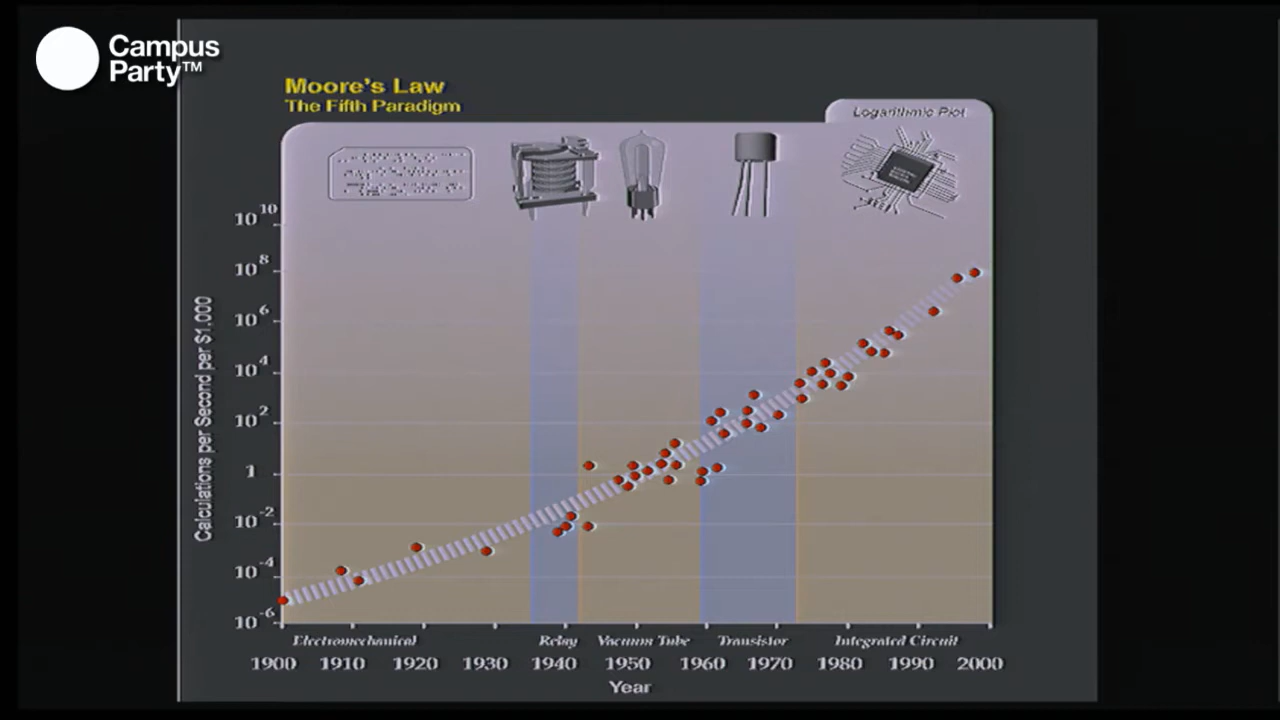 Campus
Party™
Moore's Law
The Fifth Paradigm
Logarithmic Plot
10^10
10^8
10^6
10^4
10^2
1
10^-2
10^-4
10^-6
Calculations per Second per $1,000
Electromechanical Relay Vacuum Tube Transistor Integrated Circuit
1900 1910 1920 1930 1940 1950 1960 1970 1980 1990 2000
Year